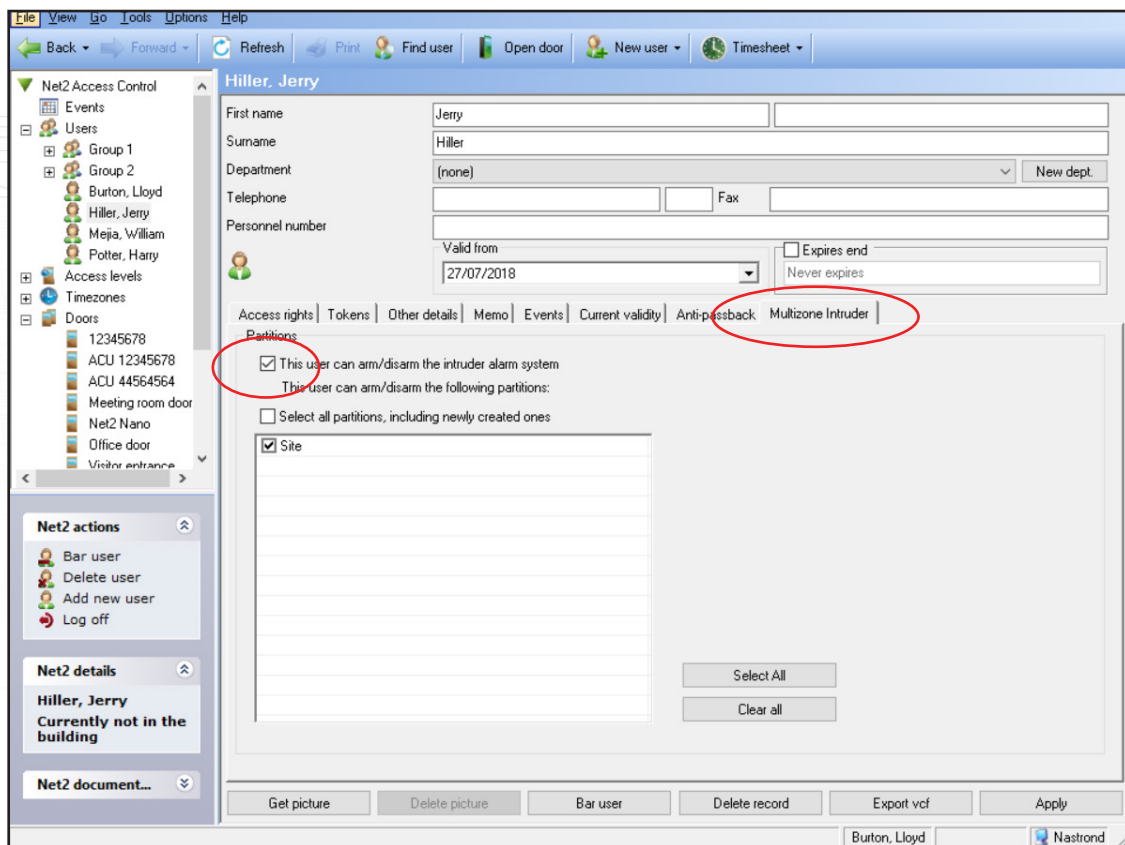 File View Go Tools Options Help
Back Forward Refresh Print Find user Open door New user Timesheet
Net2 Access Control
Events
Users
Group 1
Group 2
Burton, Lloyd
Hiller, Jerry
Mejia, William
Potter, Harry
Access levels
Timezones
Doors
12345678
ACU 12345678
ACU 44564564
Meeting room door
Net2 Nano
Office door
Visitor entrance
Net2 actions
Bar user
Delete user
Add new user
Log off
Net2 details
Hiller, Jerry
Currently not in the
building
Net2 document...
Hiller, Jerry
First name Jerry
Surname Hiller
Department (none) New dept.
Telephone Fax
Personnel number
Valid from Expires end
27/07/2018 Never expires
Access rights Tokens Other details Memo Events Current validity Anti-passback Multizone Intruder
Partitions
This user can arm/disarm the intruder alarm system
This user can arm/disarm the following partitions:
Select all partitions, including newly created ones
Site
Select All
Clear all
Get picture Delete picture Bar user Delete record Export vcf Apply
Burton, Lloyd Nastrond